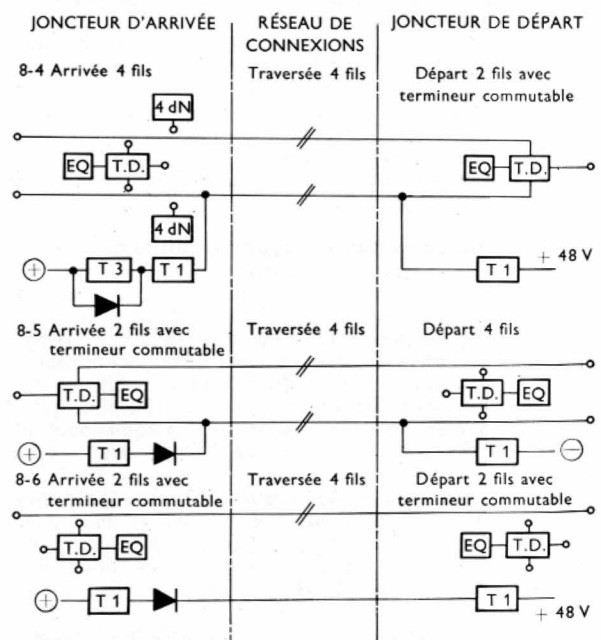 JONCTEUR D'ARRIVÉE
RÉSEAU DE
CONNEXIONS
JONCTEUR DE DÉPART
8-4 Arrivée 4 fils
Traversée 4 fils
Départ 2 fils avec
termineur commutable
4 dN
EQ
T.D.
EQ
T.D.
4 dN
+
T 3
T 1
T 1
+ 48 V
8-5 Arrivée 2 fils avec
termineur commutable
Traversée 4 fils
Départ 4 fils
T.D.
EQ
T.D.
EQ
+
T 1
T 1
−
8-6 Arrivée 2 fils avec
termineur commutable
Traversée 4 fils
Départ 2 fils avec
termineur commutable
T.D.
EQ
EQ
T.D.
+
T 1
T 1
+ 48 V